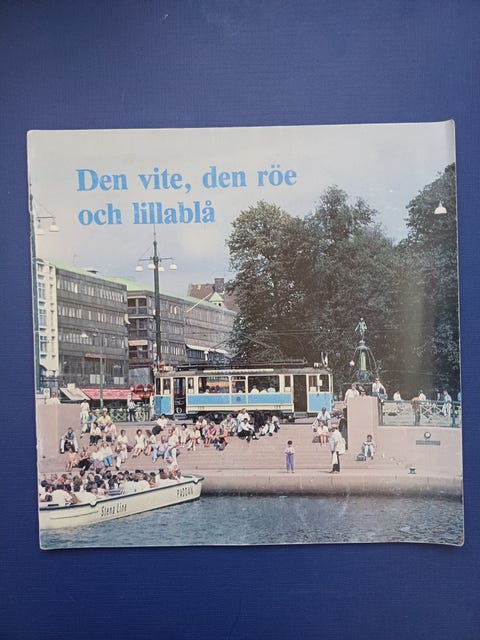 Den vite, den röe
och lillablå
Stena Line
PADDAN